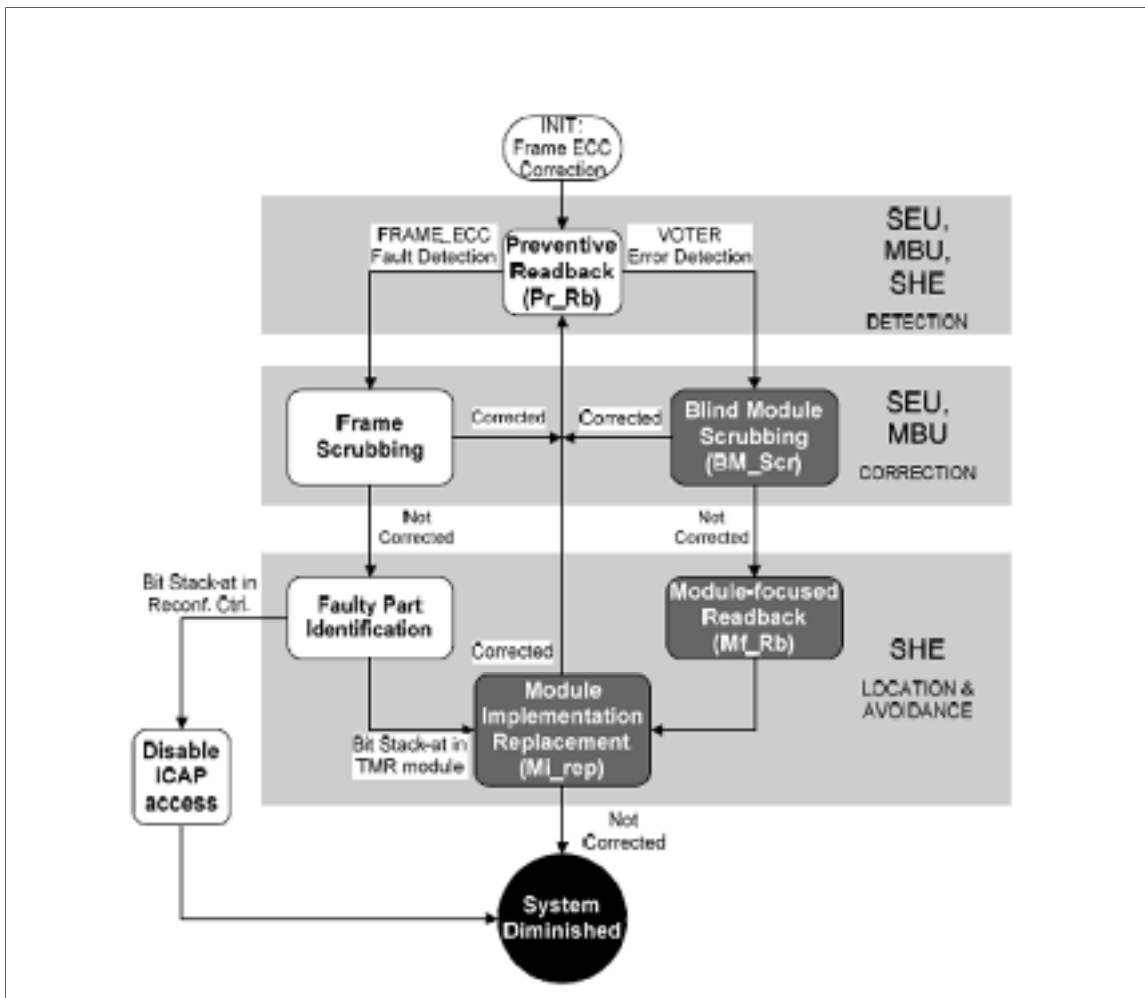 INIT:
Frame ECC
Correction
FRAME_ECC
Fault Detection
Preventive
Readback
(Pr_Rb)
VOTER
Error Detection
SEU,
MBU,
SHE
DETECTION
Frame
Scrubbing
Corrected
Corrected
Blind Module
Scrubbing
(BM_Scr)
SEU,
MBU
CORRECTION
Not
Corrected
Not
Corrected
Bit Stack-at in
Reconf. Ctrl.
Faulty Part
Identification
Module-focused
Readback
(Mf_Rb)
SHE
LOCATION &
AVOIDANCE
Corrected
Module
Implementation
Replacement
(Mi_rep)
Bit Stack-at in
TMR module
Disable
ICAP
access
Not
Corrected
System
Diminished